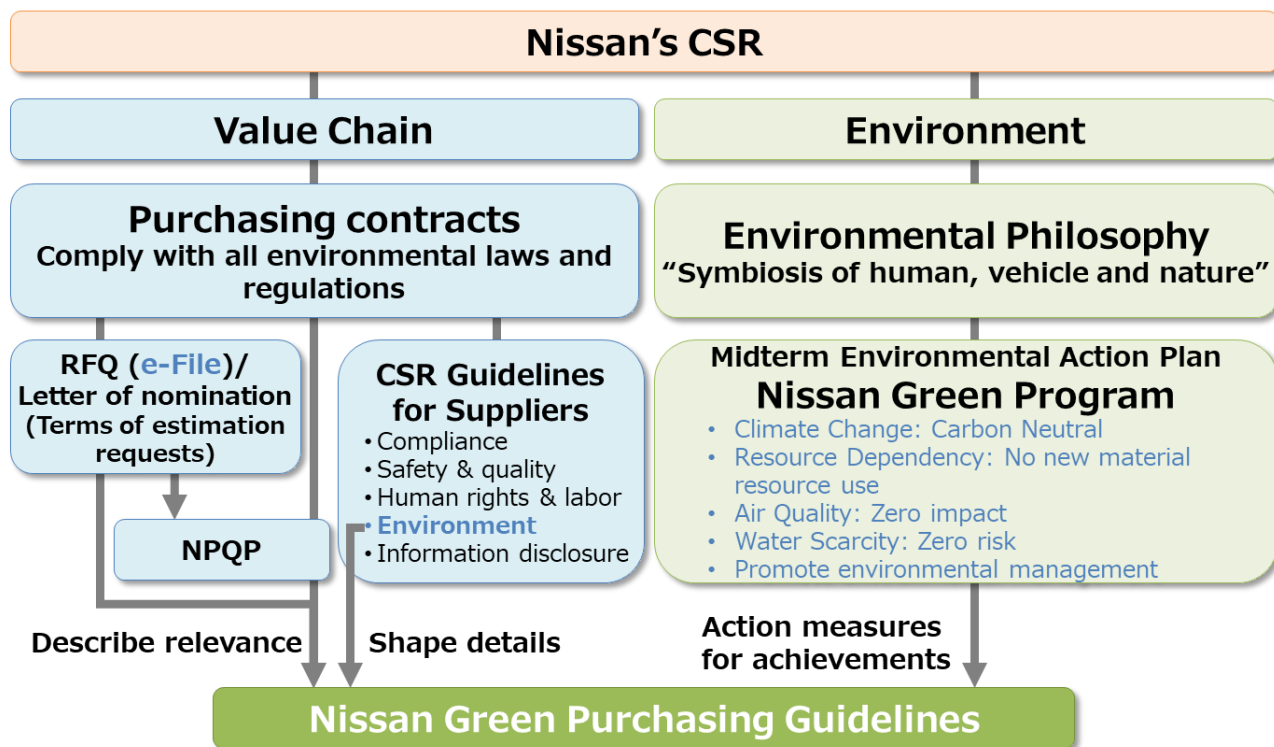 Nissan’s CSR
Value Chain
Environment
Purchasing contracts
Comply with all environmental laws and
regulations
Environmental Philosophy
“Symbiosis of human, vehicle and nature”
RFQ (e-File)/
Letter of nomination
(Terms of estimation
requests)
NPQP
CSR Guidelines
for Suppliers
・Compliance
・Safety & quality
・Human rights & labor
・Environment
・Information disclosure
Midterm Environmental Action Plan
Nissan Green Program
• Climate Change: Carbon Neutral
• Resource Dependency: No new material
resource use
• Air Quality: Zero impact
• Water Scarcity: Zero risk
• Promote environmental management
Describe relevance
Shape details
Action measures
for achievements
Nissan Green Purchasing Guidelines